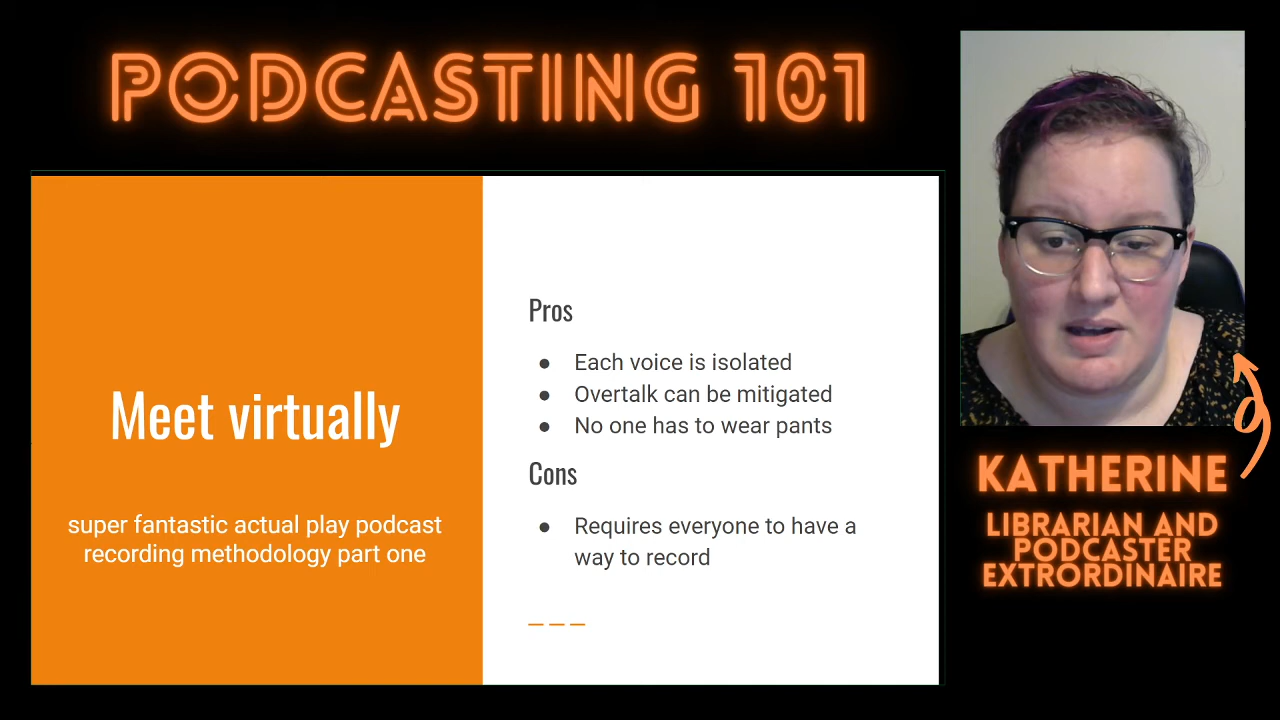 PODCASTING 101
Meet virtually
super fantastic actual play podcast
recording methodology part one
Pros
● Each voice is isolated
● Overtalk can be mitigated
● No one has to wear pants
Cons
● Requires everyone to have a
way to record
KATHERINE
LIBRARIAN AND
PODCASTER
EXTRORDINAIRE